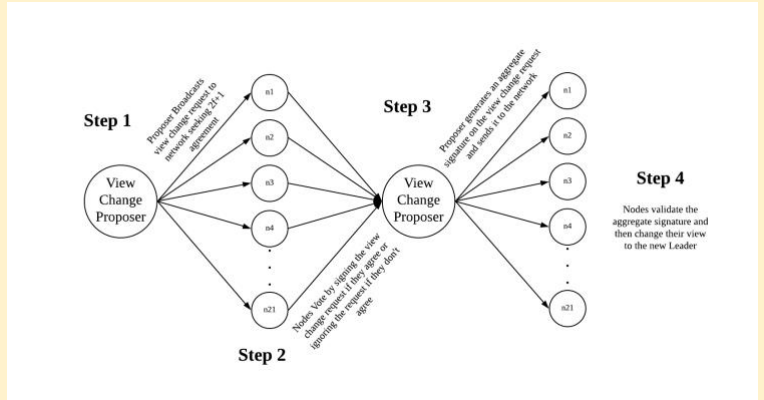 Step 1
Proposer Broadcasts
view change request to
network seeking 2f+1
agreement
View
Change
Proposer
n1
n2
n3
n4
n21
Step 2
Nodes Vote by signing the view
change request if they agree or
ignoring the request if they don't
agree
Step 3
Proposer generates an aggregate
signature on the view change request
and sends it to the network
View
Change
Proposer
n1
n2
n3
n4
n21
Step 4
Nodes validate the
aggregate signature and
then change their view
to the new Leader